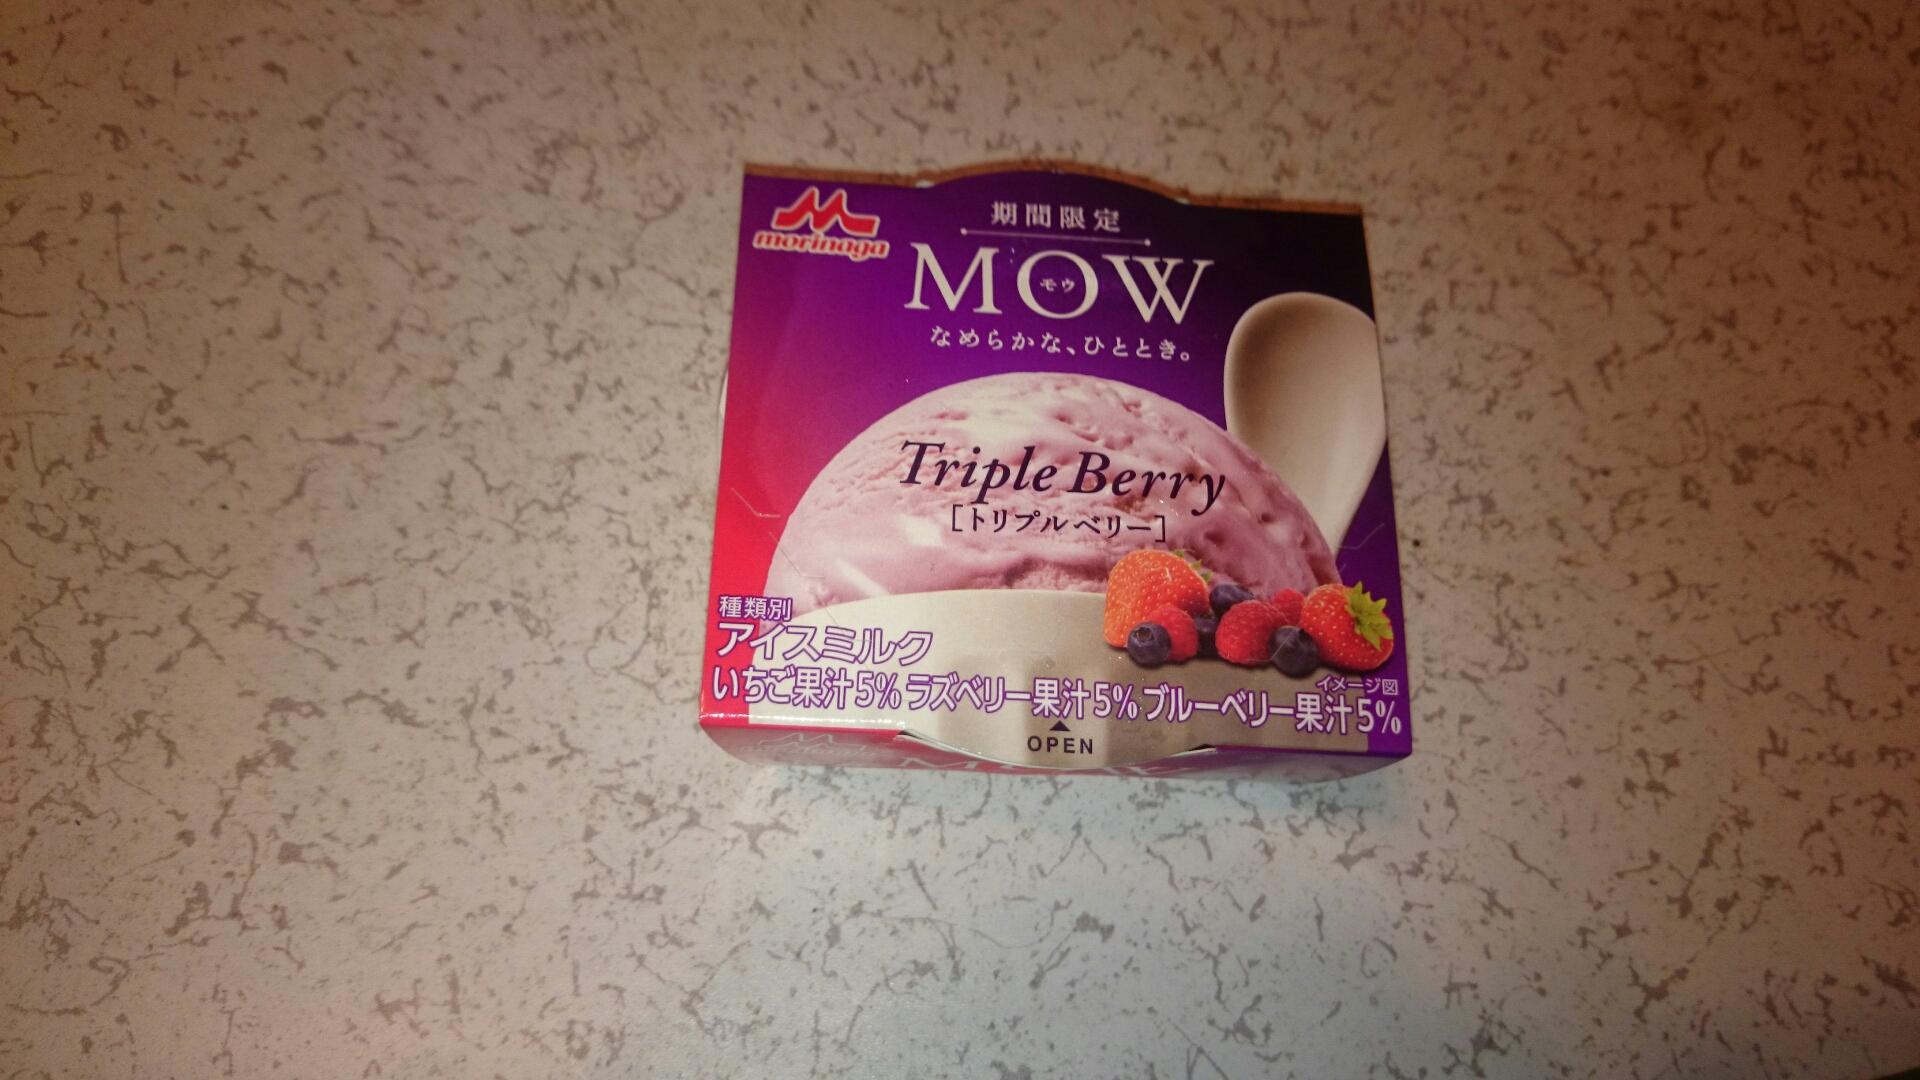 morinaga
期間限定
MOW
モウ
なめらかな、ひととき。
Triple Berry
[トリプルベリー]
種類別
アイスミルク
イメージ図
いちご果汁5% ラズベリー果汁5% ブルーベリー果汁5%
▲
OPEN
MOW